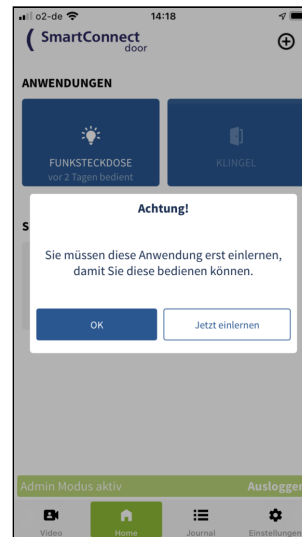 o2-de 14:18
SmartConnect
door
ANWENDUNGEN
FUNKSTECKDOSE
vor 2 Tagen bedient
KLINGEL
S
Achtung!
Sie müssen diese Anwendung erst einlernen,
damit Sie diese bedienen können.
OK
Jetzt einlernen
Admin Modus aktiv
Ausloggen
Video
Home
Journal
Einstellungen